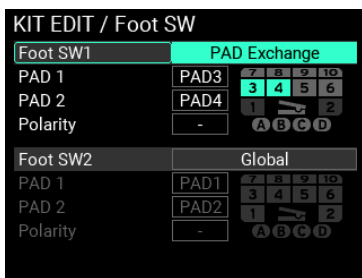 KIT EDIT / Foot SW
Foot SW1 PAD Exchange
PAD 1 PAD3 7 8 9 10
PAD 2 PAD4 3 4 5 6
Polarity - 1 2
A B C D
Foot SW2 Global
PAD 1 PAD1 7 8 9 10
PAD 2 PAD2 3 4 5 6
Polarity - 1 2
A B C D